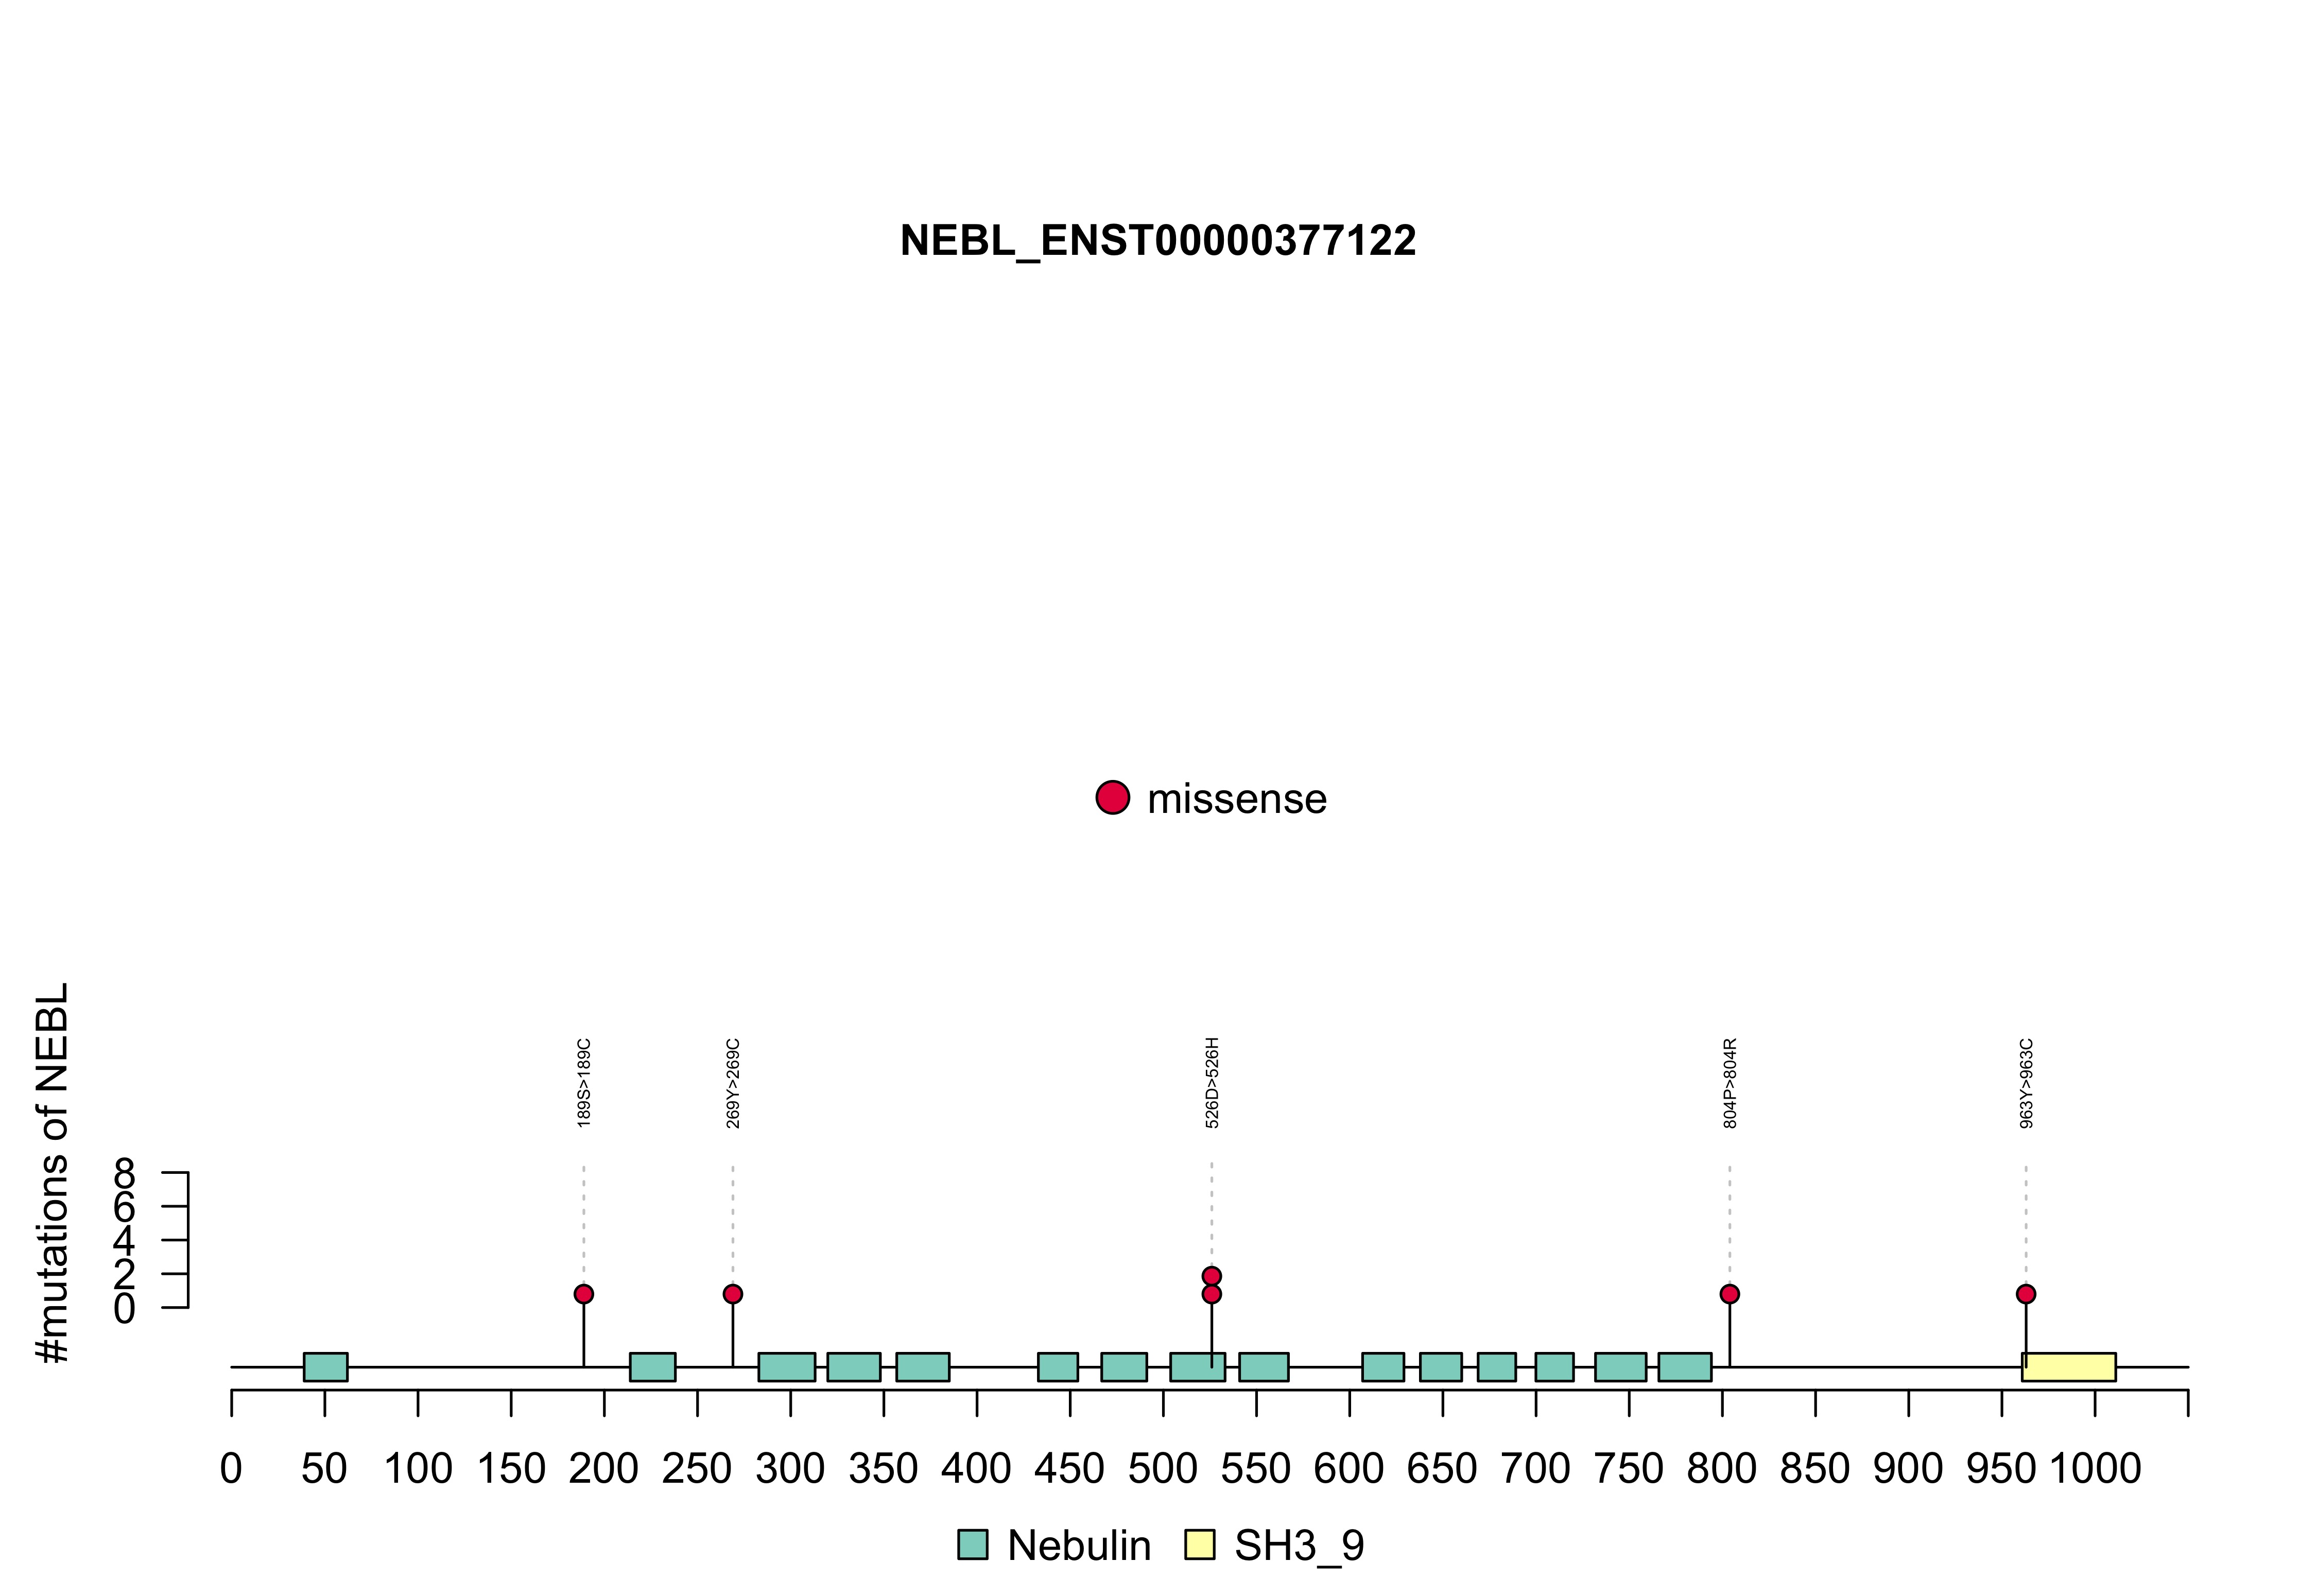 NEBL_ENST00000377122
missense
#mutations of NEBL
189S>189C
269Y>269C
526D>526H
804P>804R
963Y>963C
8
6
4
2
0
0 50 100 150 200 250 300 350 400 450 500 550 600 650 700 750 800 850 900 950 1000
Nebulin SH3_9